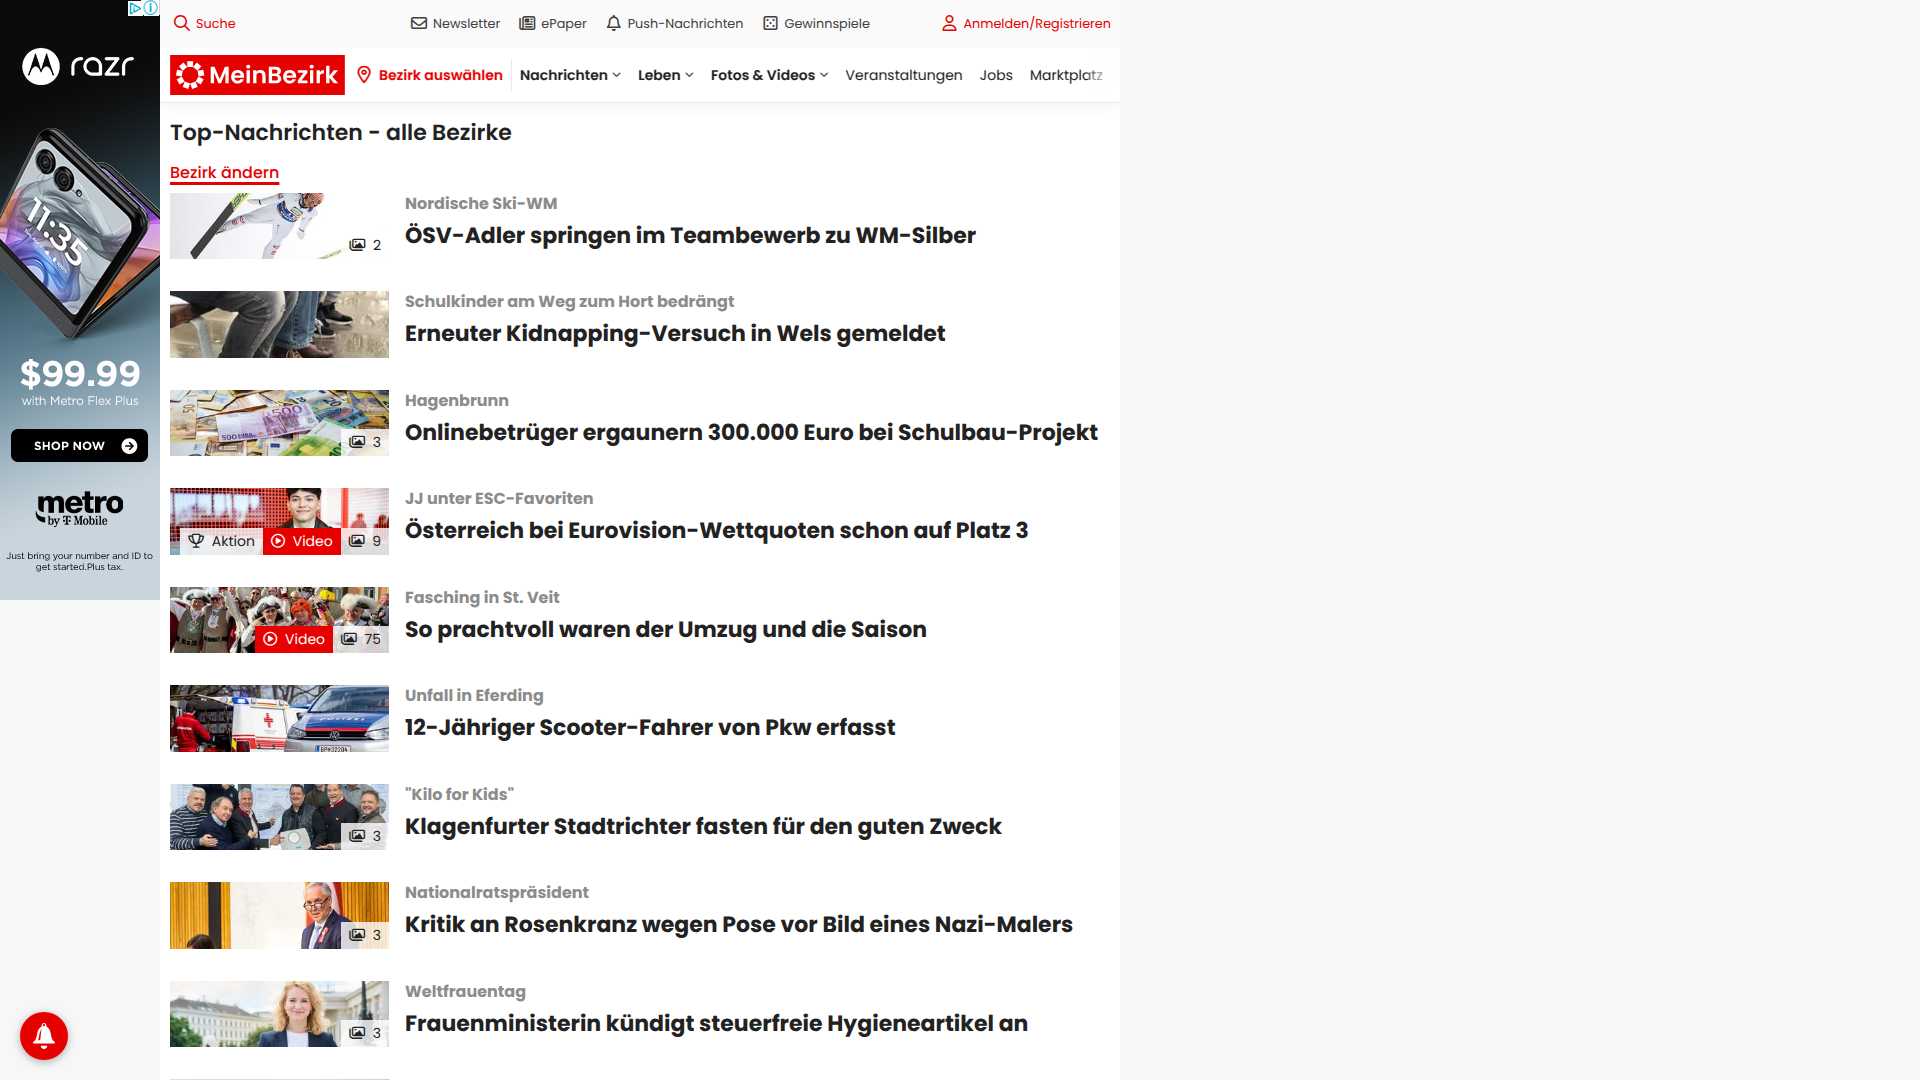 razr
11:35
$99.99
with Metro Flex Plus
SHOP NOW
metro
by T Mobile
Just bring your number and ID to
get started.Plus tax.
Suche
Newsletter
ePaper
Push-Nachrichten
Gewinnspiele
Anmelden/Registrieren
MeinBezirk
Bezirk auswählen
Nachrichten
Leben
Fotos & Videos
Veranstaltungen
Jobs
Marktplatz
Top-Nachrichten - alle Bezirke
Bezirk ändern
2
Nordische Ski-WM
ÖSV-Adler springen im Teambewerb zu WM-Silber
Schulkinder am Weg zum Hort bedrängt
Erneuter Kidnapping-Versuch in Wels gemeldet
3
Hagenbrunn
Onlinebetrüger ergaunern 300.000 Euro bei Schulbau-Projekt
Aktion
Video
9
JJ unter ESC-Favoriten
Österreich bei Eurovision-Wettquoten schon auf Platz 3
Video
75
Fasching in St. Veit
So prachtvoll waren der Umzug und die Saison
Unfall in Eferding
12-Jähriger Scooter-Fahrer von Pkw erfasst
3
"Kilo for Kids"
Klagenfurter Stadtrichter fasten für den guten Zweck
3
Nationalratspräsident
Kritik an Rosenkranz wegen Pose vor Bild eines Nazi-Malers
3
Weltfrauentag
Frauenministerin kündigt steuerfreie Hygieneartikel an